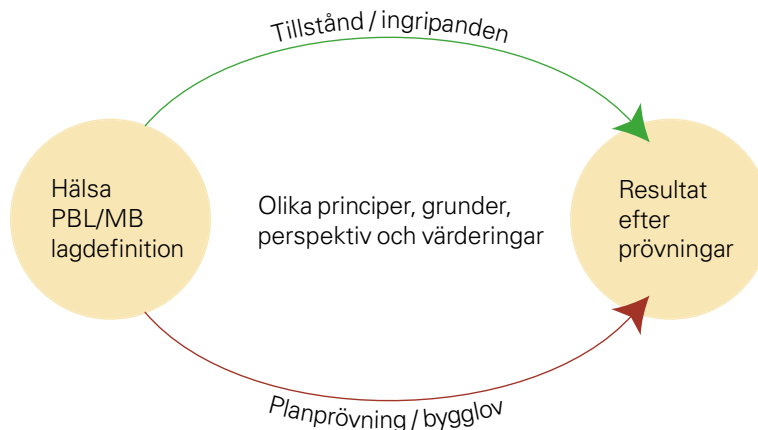 Tillstånd / ingripanden
Hälsa
PBL/MB
lagdefinition
Olika principer, grunder,
perspektiv och värderingar
Resultat
efter
prövningar
Planprövning / bygglov